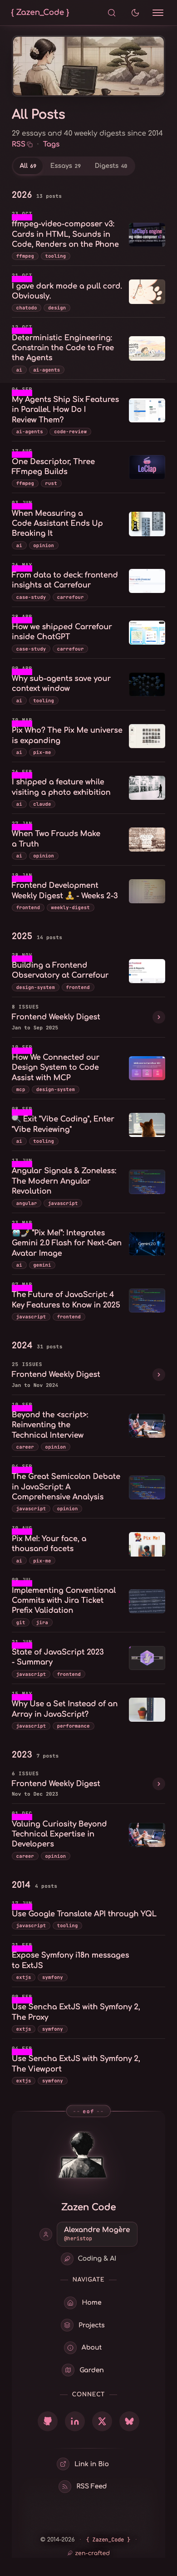 { Zazen_Code }
All Posts
29 essays and 40 weekly digests since 2014
RSS · Tags
All 69 Essays 29 Digests 40
2026 13 posts
ffmpeg-video-composer v3:
Cards in HTML, Sounds in
Code, Renders on the Phone
ffmpeg tooling
I gave dark mode a pull cord.
Obviously.
chatodo design
Deterministic Engineering:
Constrain the Code to Free
the Agents
ai ai-agents
My Agents Ship Six Features
in Parallel. How Do I
Review Them?
ai-agents code-review
One Descriptor, Three
FFmpeg Builds
ffmpeg rust
When Measuring a
Code Assistant Ends Up
Breaking It
ai opinion
From data to deck: frontend
insights at Carrefour
case-study carrefour
How we shipped Carrefour
inside ChatGPT
case-study carrefour
Why sub-agents save your
context window
ai tooling
Pix Who? The Pix Me universe
is expanding
ai pix-me
I shipped a feature while
visiting a photo exhibition
ai claude
When Two Frauds Make
a Truth
ai opinion
Frontend Development
Weekly Digest 🧘 - Weeks 2-3
frontend weekly-digest
2025 14 posts
Building a Frontend
Observatory at Carrefour
design-system frontend
8 ISSUES
Frontend Weekly Digest
Jan to Sep 2025
How We Connected our
Design System to Code
Assist with MCP
mcp design-system
Exit "Vibe Coding", Enter
"Vibe Reviewing"
ai tooling
Angular Signals & Zoneless:
The Modern Angular
Revolution
angular javascript
"Pix Me!": Integrates
Gemini 2.0 Flash for Next-Gen
Avatar Image
ai gemini
The Future of JavaScript: 4
Key Features to Know in 2025
javascript frontend
2024 31 posts
25 ISSUES
Frontend Weekly Digest
Jan to Nov 2024
Beyond the <script>:
Reinventing the
Technical Interview
career opinion
The Great Semicolon Debate
in JavaScript: A
Comprehensive Analysis
javascript opinion
Pix Me!: Your face, a
thousand facets
ai pix-me
Implementing Conventional
Commits with Jira Ticket
Prefix Validation
git jira
State of JavaScript 2023
- Summary
javascript frontend
Why Use a Set Instead of an
Array in JavaScript?
javascript performance
2023 7 posts
6 ISSUES
Frontend Weekly Digest
Nov to Dec 2023
Valuing Curiosity Beyond
Technical Expertise in
Developers
career opinion
2014 4 posts
Use Google Translate API through YQL
javascript tooling
Expose Symfony i18n messages
to ExtJS
extjs symfony
Use Sencha ExtJS with Symfony 2,
The Proxy
extjs symfony
Use Sencha ExtJS with Symfony 2,
The Viewport
extjs symfony
eof
Zazen Code
Alexandre Mogère
@heristop
Coding & AI
NAVIGATE
Home
Projects
About
Garden
CONNECT
Link in Bio
RSS Feed
© 2014-2026 · { Zazen_Code }
zen-crafted